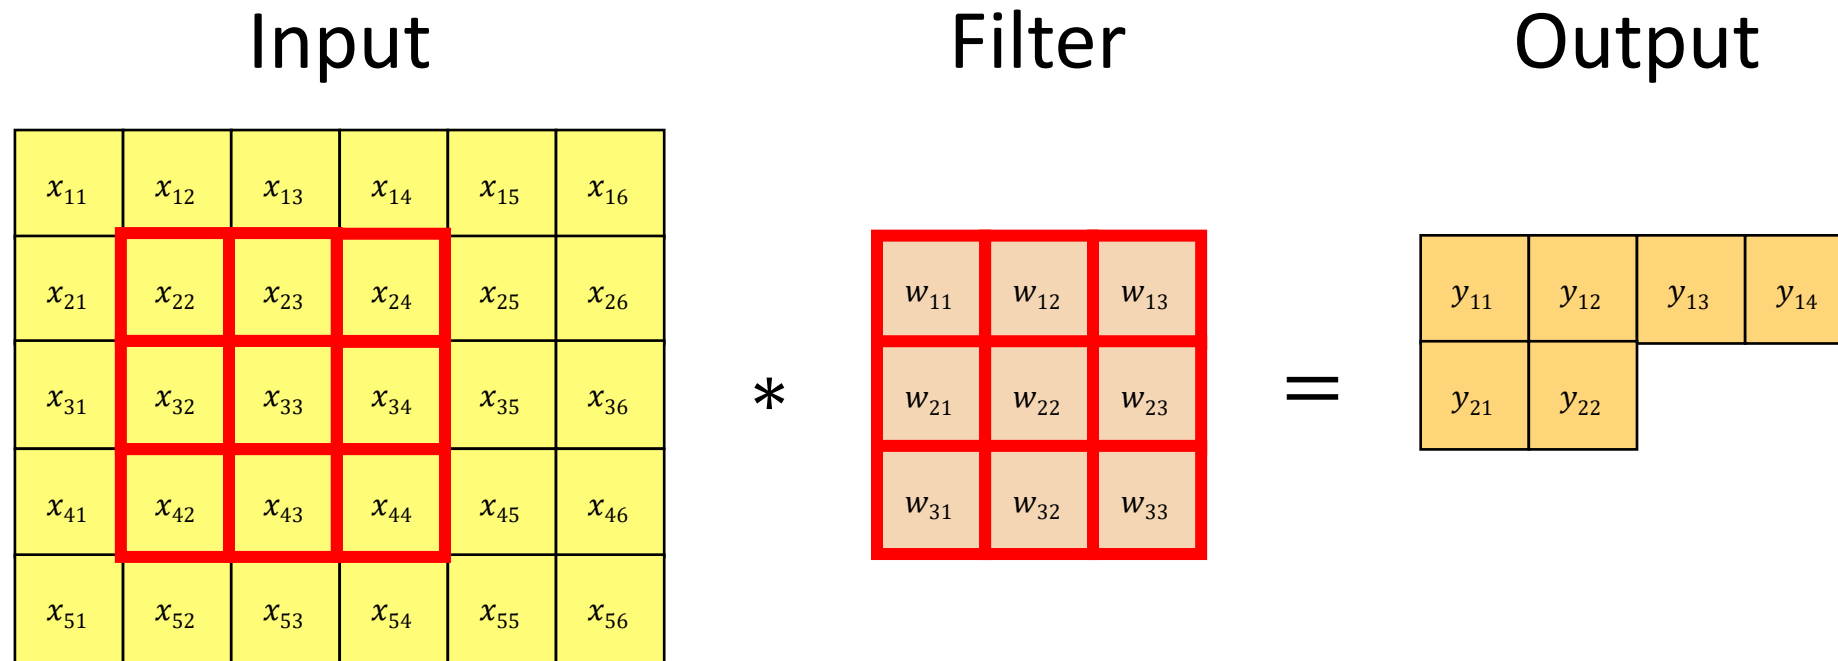 Input Filter Output
x11 x12 x13 x14 x15 x16
x21 x22 x23 x24 x25 x26 w11 w12 w13 y11 y12 y13 y14
x31 x32 x33 x34 x35 x36 * w21 w22 w23 = y21 y22
x41 x42 x43 x44 x45 x46 w31 w32 w33
x51 x52 x53 x54 x55 x56